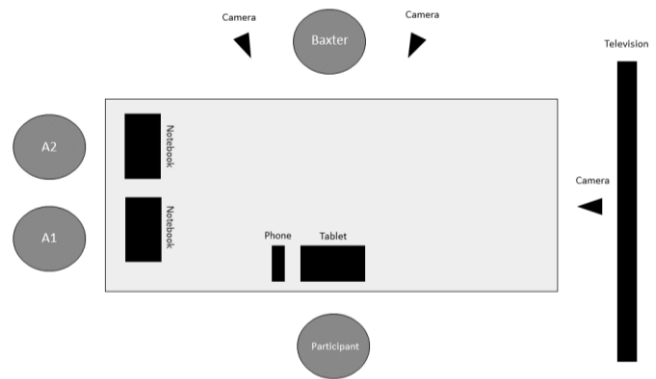 Camera
Baxter
Camera
Television
A2
Notebook
Camera
A1
Notebook
Phone
Tablet
Participant